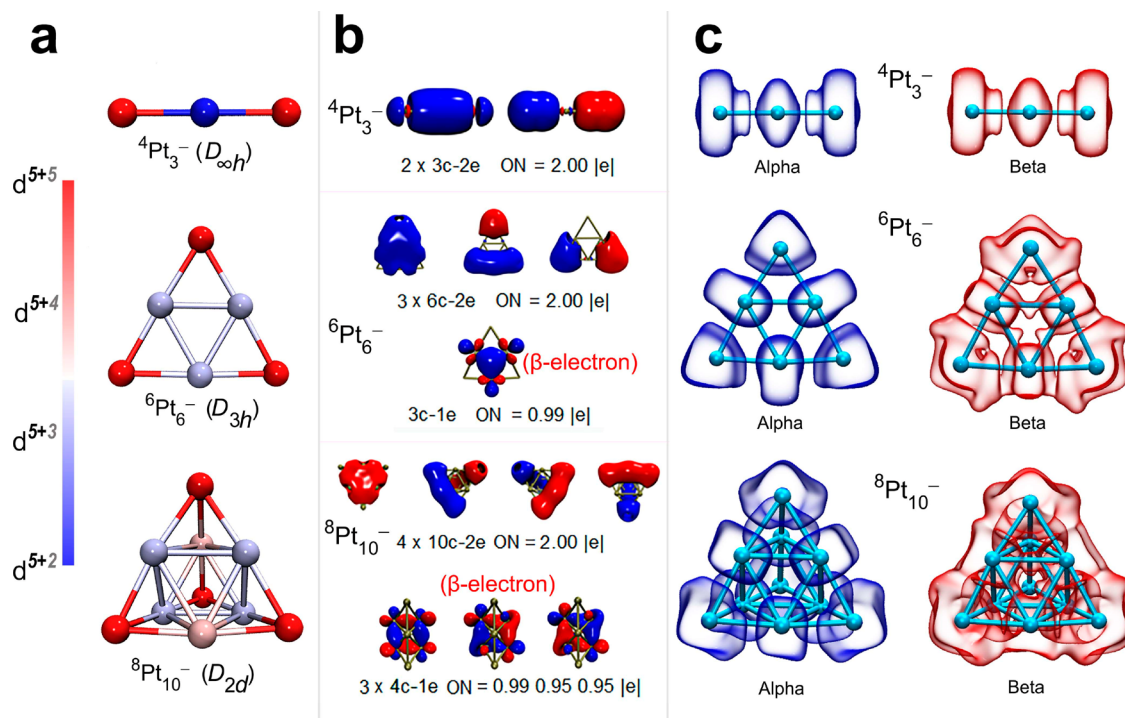 a
⁴Pt₃⁻ (D∞h)
d⁵⁺⁵
d⁵⁺⁴
d⁵⁺³
d⁵⁺²
⁶Pt₆⁻ (D₃h)
⁸Pt₁₀⁻ (D₂d)
b
⁴Pt₃⁻
2 x 3c-2e ON = 2.00 |e|
3 x 6c-2e ON = 2.00 |e|
⁶Pt₆⁻
(β-electron)
3c-1e ON = 0.99 |e|
⁸Pt₁₀⁻
4 x 10c-2e ON = 2.00 |e|
(β-electron)
3 x 4c-1e ON = 0.99 0.95 0.95 |e|
c
⁴Pt₃⁻
⁴Pt₃⁻
Alpha
Beta
⁶Pt₆⁻
Alpha
Beta
⁸Pt₁₀⁻
Alpha
Beta